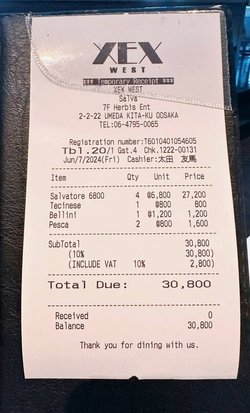 XEX
WEST
*** Temporary Receipt ***
XEK WEST
Salva
7F Herbis Ent
2-2-22 UMEDA KITA-KU OOSAKA
TEL:06-4795-0065
Registration number:T6010401054605
Tbl.20/1 Gst.4 Chk.1222-00131
Jun/7/2024(Fri) Cashier:太田 友馬
Item Qty Unit Price
Salvatore 6800 4 @6,800 27,200
Tecinese 1 @800 800
Bellini 1 @1,200 1,200
Pesca 2 @800 1,600
SubTotal 30,800
(10% 30,800)
(INCLUDE VAT 10% 2,800)
Total Due: 30,800
Received 0
Balance 30,800
Thank you for dining with us.